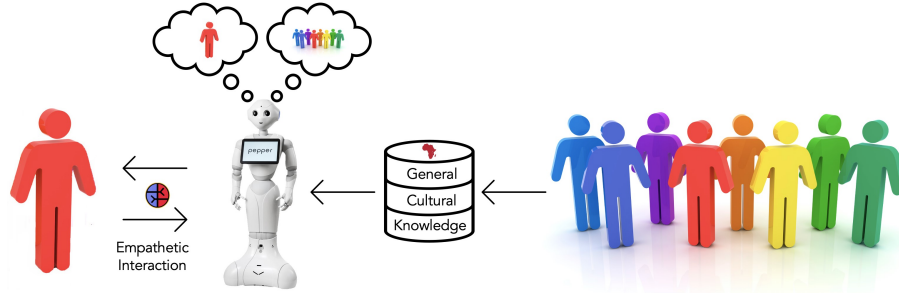 pepper
General
Cultural
Knowledge
Empathetic
Interaction